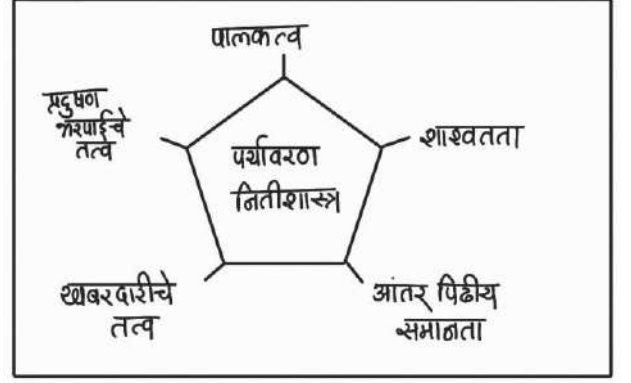 पालकत्व
प्रदुषण
भरपाईचे
तत्वे
पर्यावरण
नितीशास्त्र
शाश्वतता
खबरदारीचे
तत्व
आंतर् पिढीय
समानता